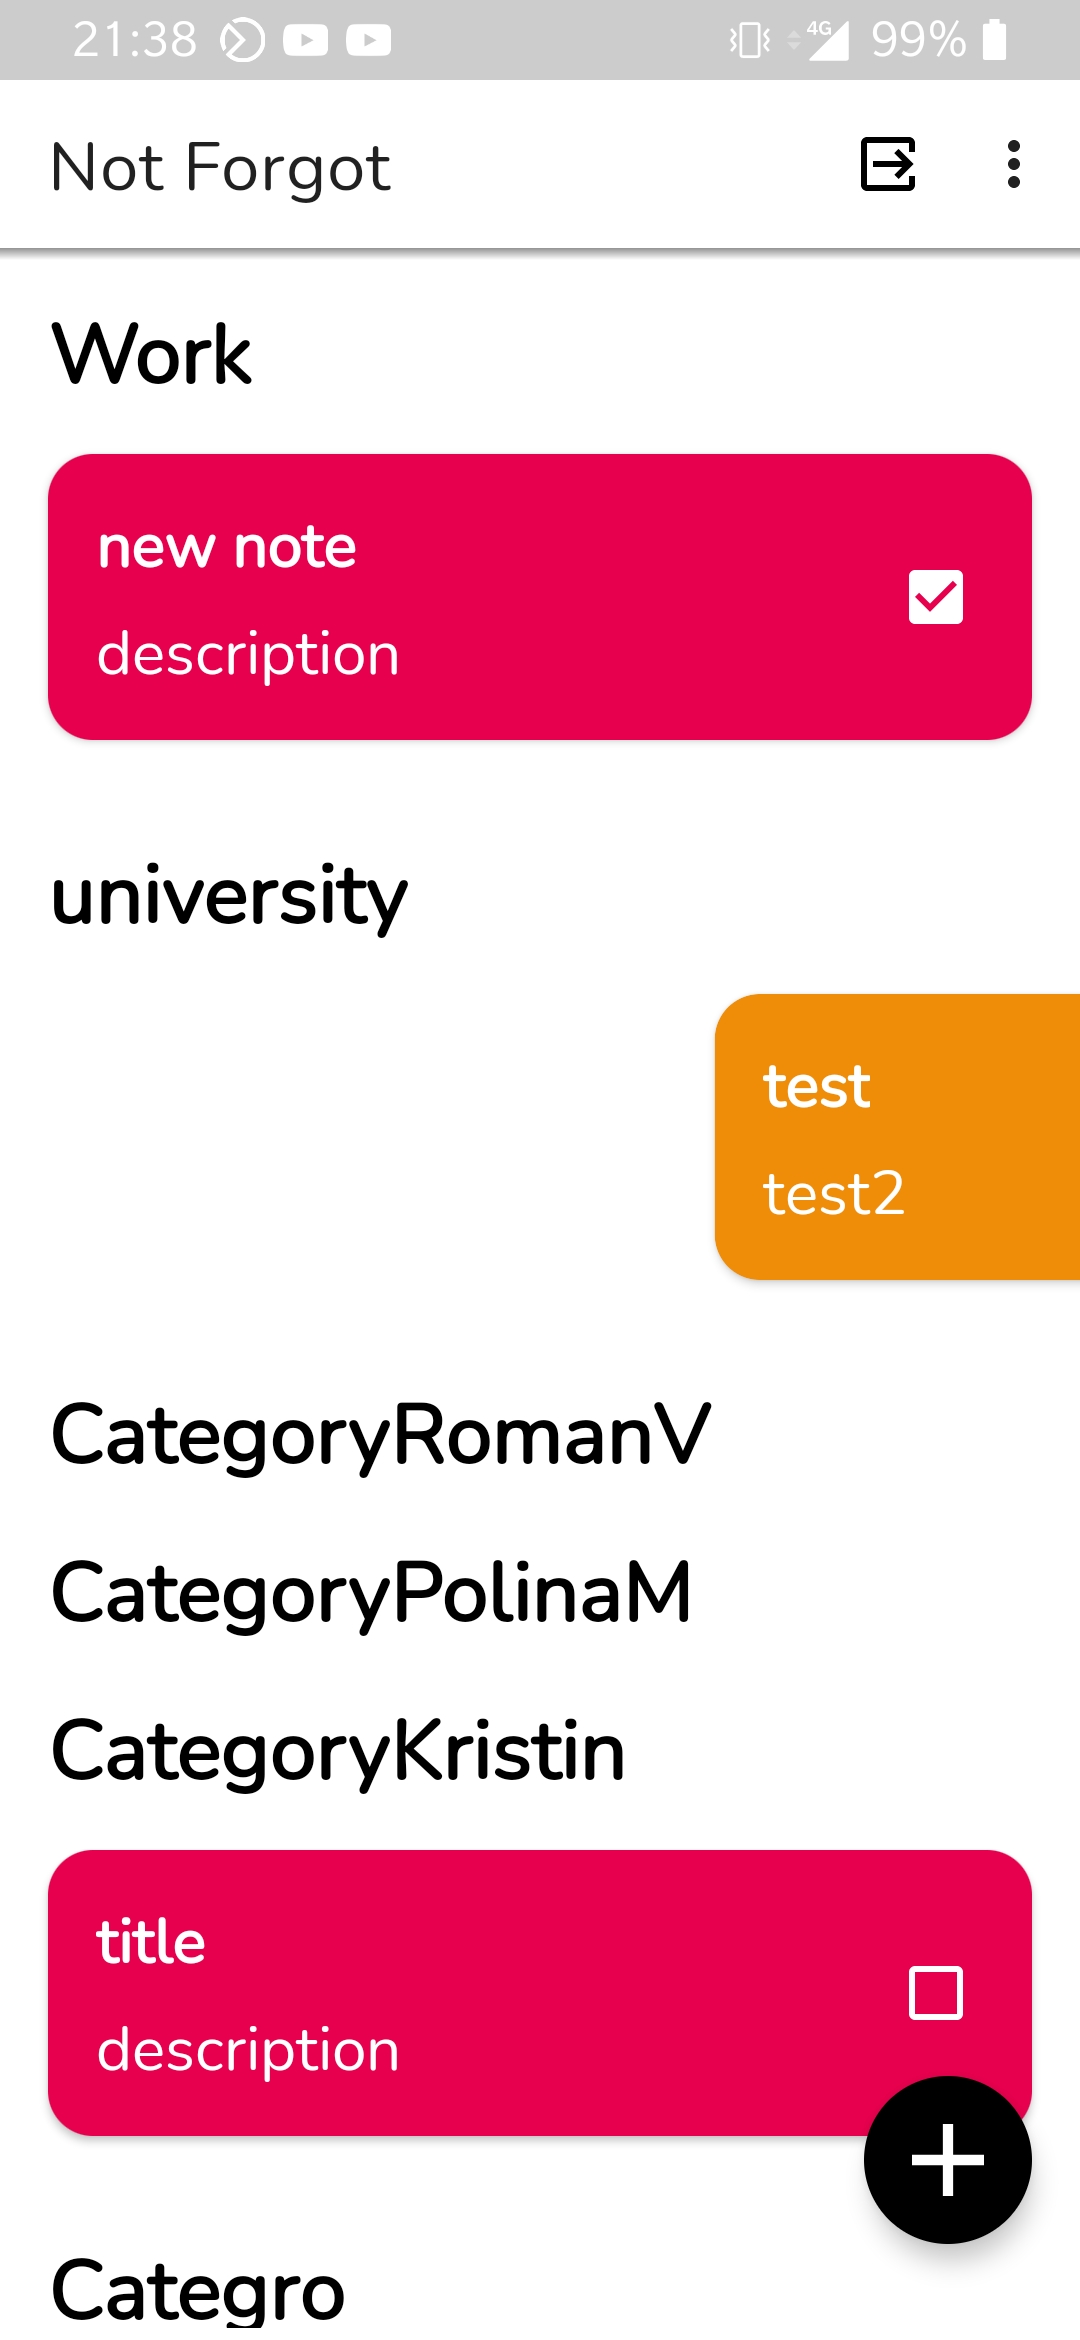 21:38 4G 99%
Not Forgot
Work
new note
description
university
test
test2
CategoryRomanV
CategoryPolinaM
CategoryKristin
title
description
Categro